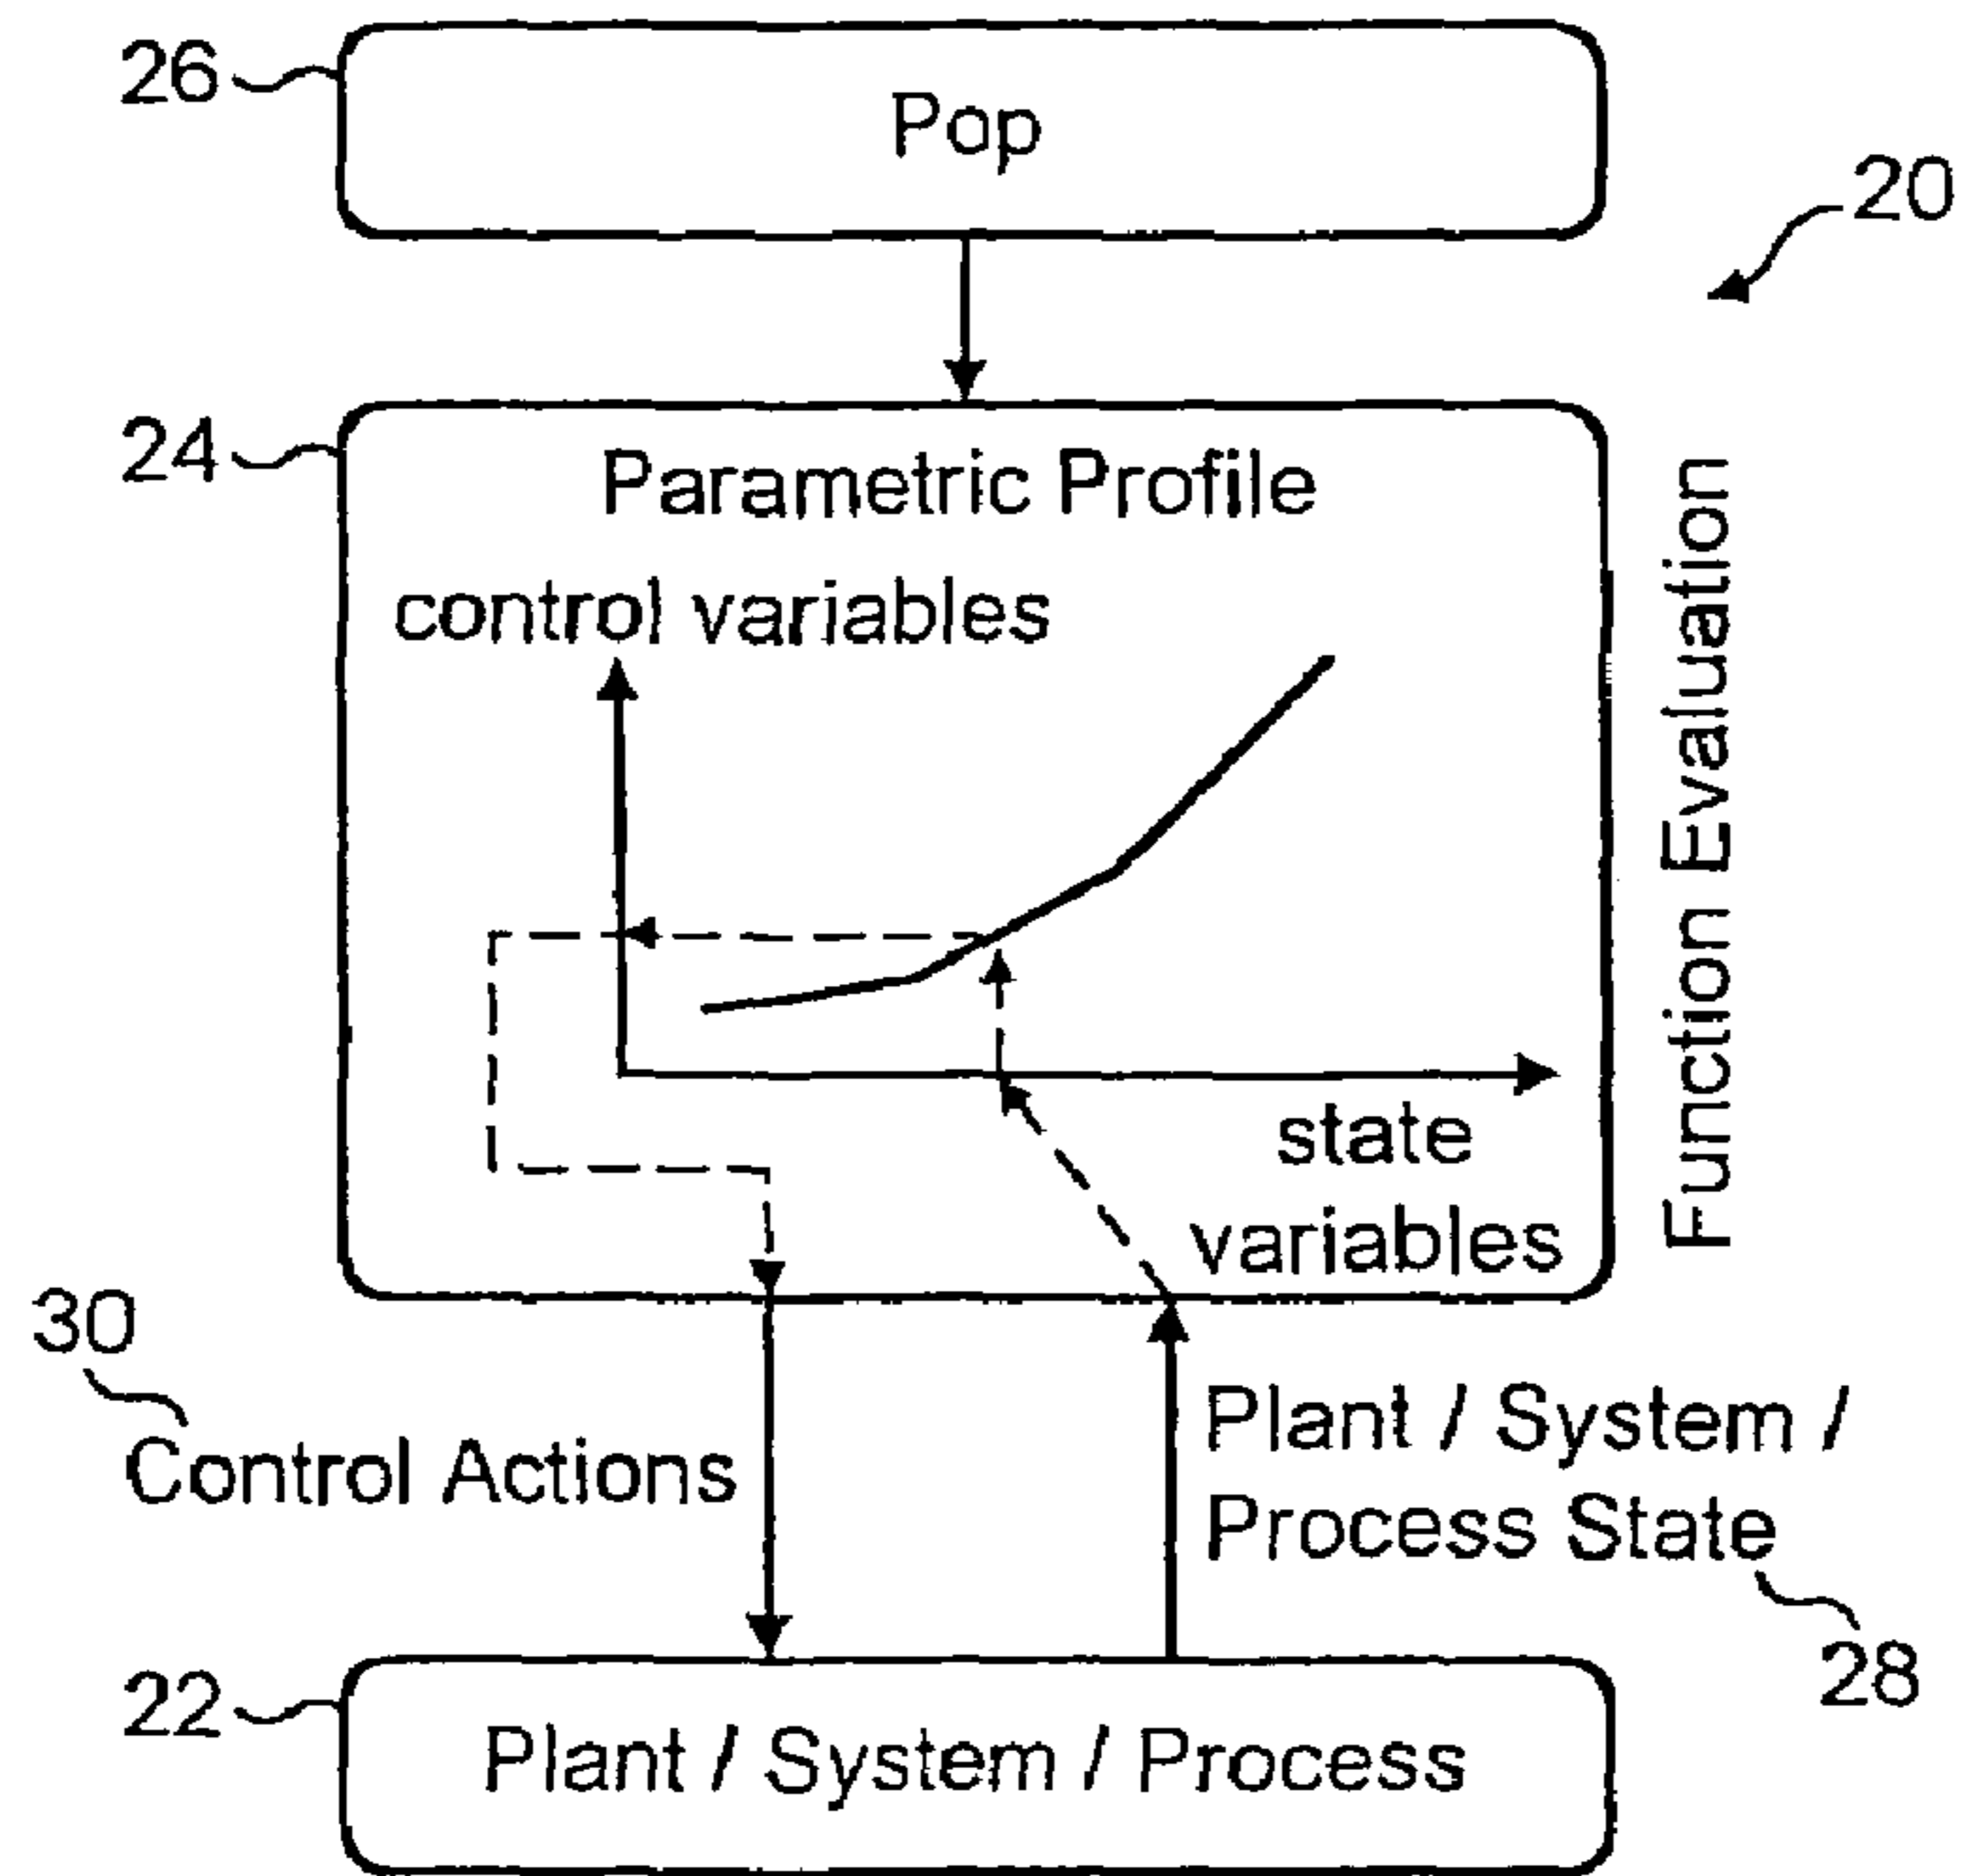 26
Pop
20
24
Parametric Profile
control variables
Function Evaluation
state
variables
30
Control Actions
Plant / System /
Process State
28
22
Plant / System / Process